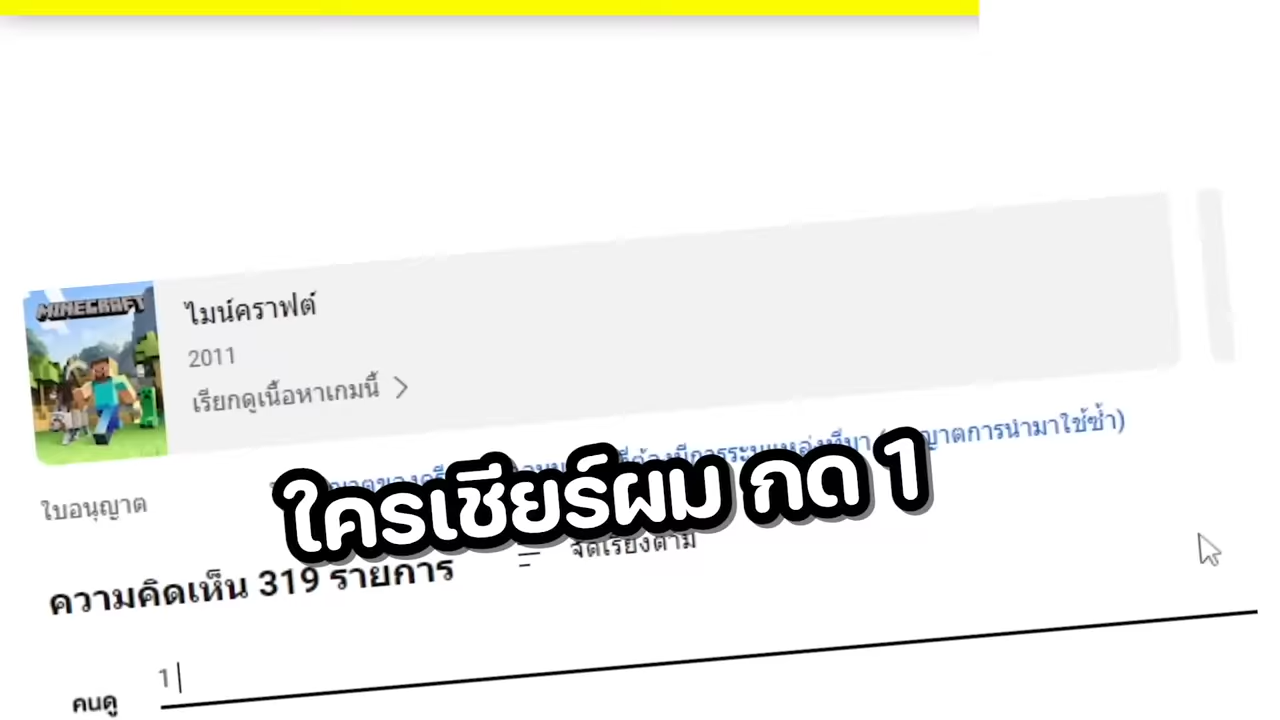 MINECRAFT
ไมน์คราฟต์
2011
เรียกดูเนื้อหาเกมนี้
ใบอนุญาต
ใครเชียร์ผม กด 1
จัดเรียงตาม
ความคิดเห็น 319 รายการ
1
คนดู